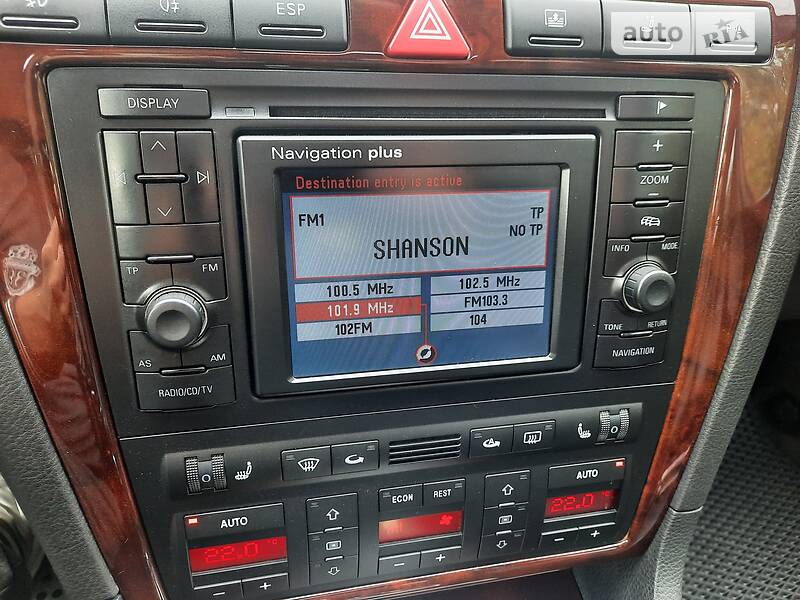 ESP
auto
RIA
DISPLAY
Navigation plus
Destination entry is active
FM1
TP
NO TP
SHANSON
100.5 MHz
102.5 MHz
101.9 MHz
FM103.3
102FM
104
TP
FM
AS
AM
RADIO/CD/TV
+
ZOOM
−
INFO
MODE
TONE
RETURN
NAVIGATION
0
0
AUTO
22.0°
− +
ECON
REST
− +
AUTO
22.0
− +